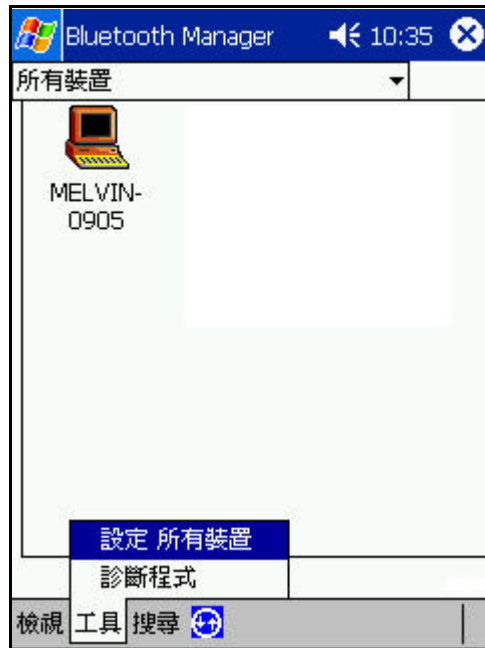 Bluetooth Manager 10:35
所有裝置
MELVIN-
0905
設定 所有裝置
診斷程式
檢視 工具 搜尋